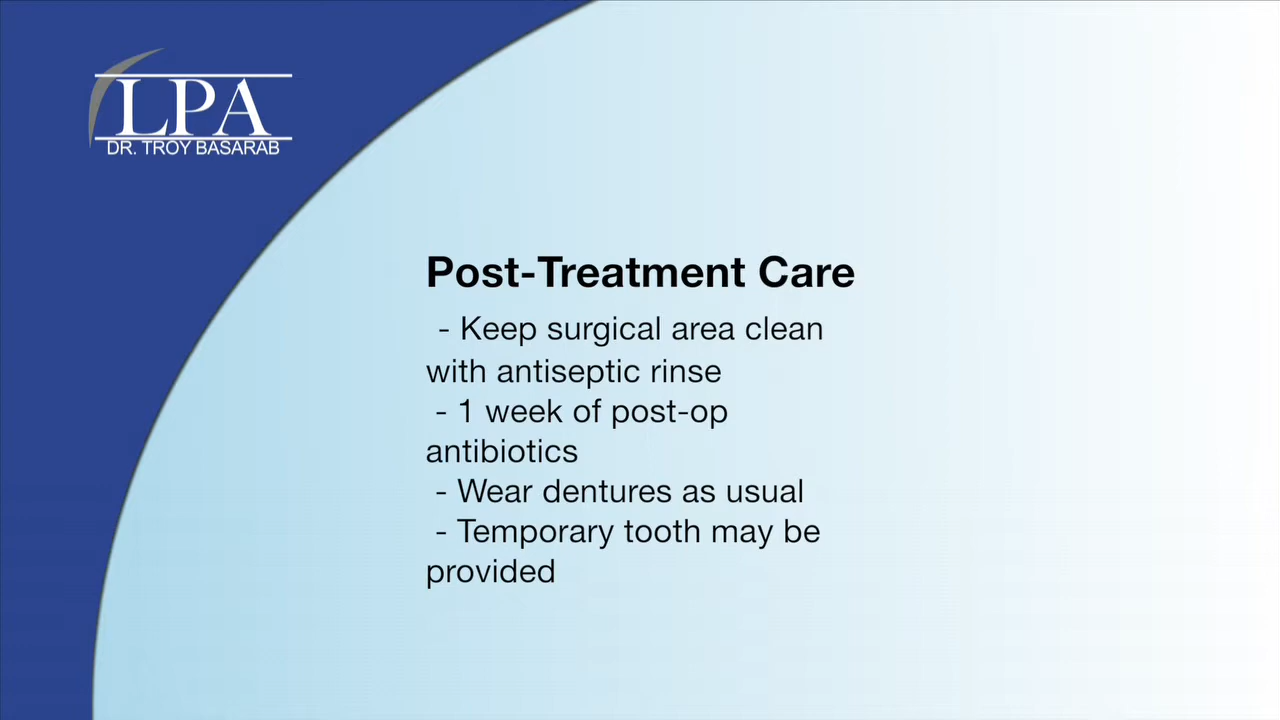 LPA
DR. TROY BASARAB
Post-Treatment Care
- Keep surgical area clean
with antiseptic rinse
- 1 week of post-op
antibiotics
- Wear dentures as usual
- Temporary tooth may be
provided